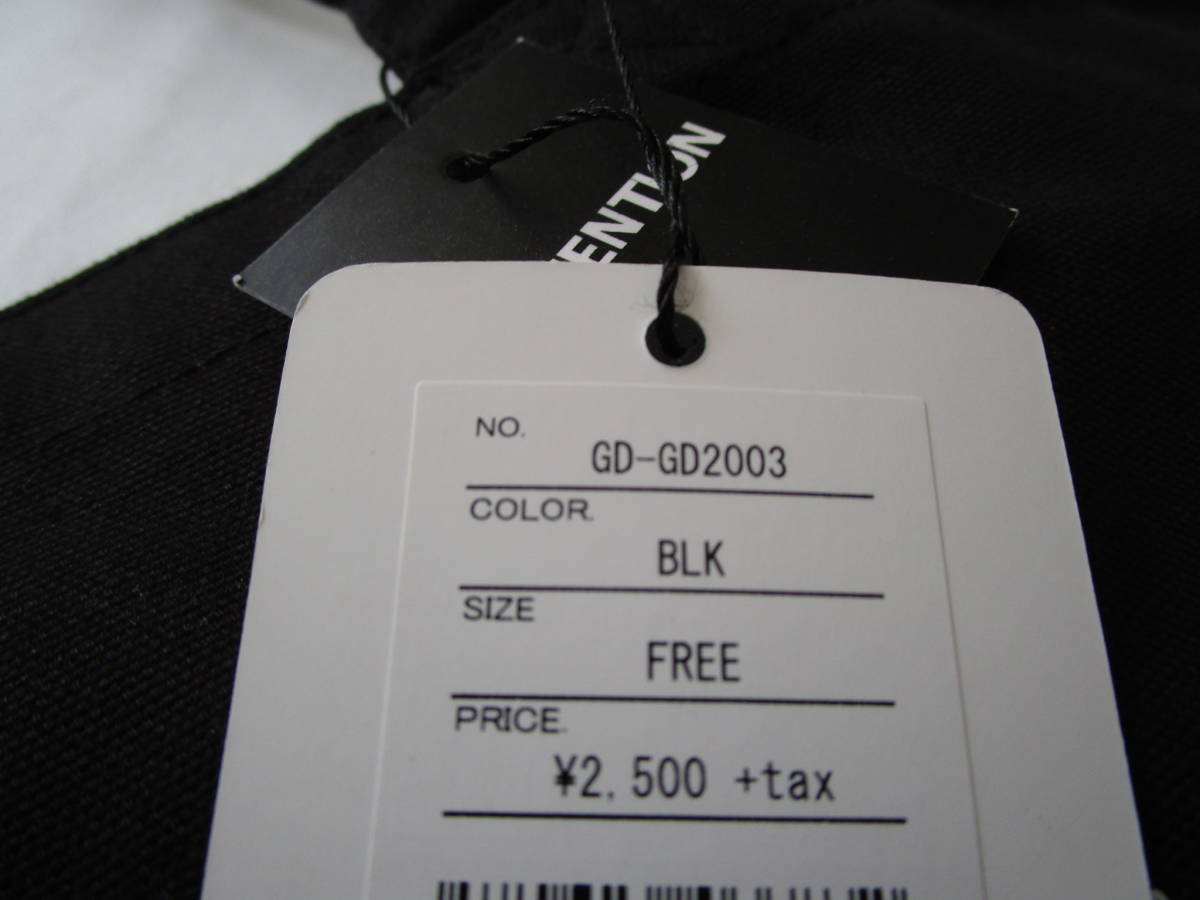 ENTION
NO.
GD-GD2003
COLOR.
BLK
SIZE
FREE
PRICE.
¥2,500 +tax